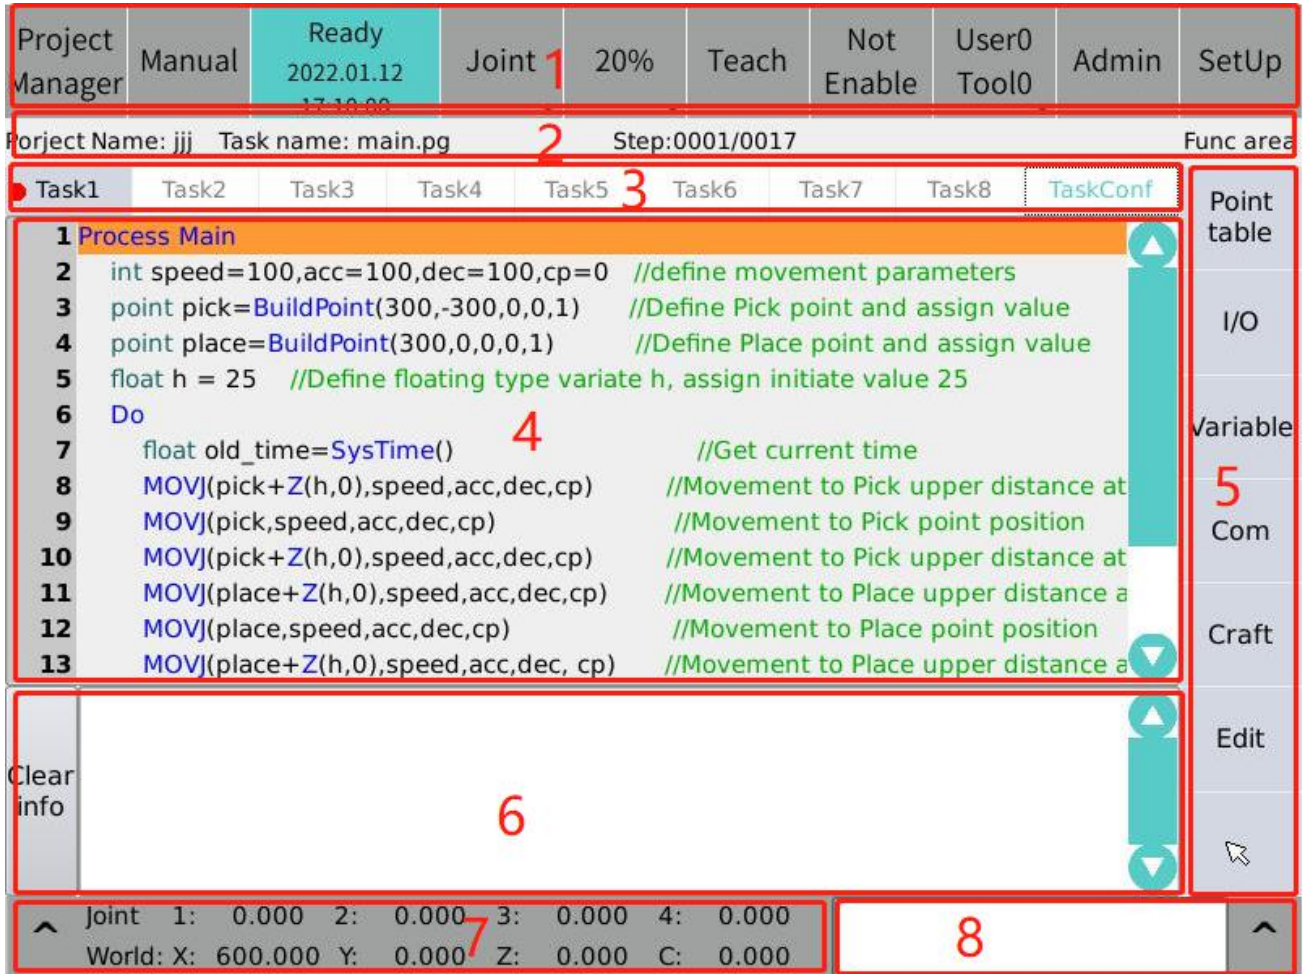 Project Manager Manual Ready 2022.01.12 17:10:00 Joint 20% Teach Not Enable User0 Tool0 Admin SetUp
1
Porject Name: jjj Task name: main.pg Step:0001/0017 Func area
2
Task1 Task2 Task3 Task4 Task5 Task6 Task7 Task8 TaskConf
3
1 Process Main
2 int speed=100,acc=100,dec=100,cp=0 //define movement parameters
3 point pick=BuildPoint(300,-300,0,0,1) //Define Pick point and assign value
4 point place=BuildPoint(300,0,0,0,1) //Define Place point and assign value
5 float h = 25 //Define floating type variate h, assign initiate value 25
6 Do
7 float old_time=SysTime() //Get current time
8 MOVJ(pick+Z(h,0),speed,acc,dec,cp) //Movement to Pick upper distance at
9 MOVJ(pick,speed,acc,dec,cp) //Movement to Pick point position
10 MOVJ(pick+Z(h,0),speed,acc,dec,cp) //Movement to Pick upper distance at
11 MOVJ(place+Z(h,0),speed,acc,dec,cp) //Movement to Place upper distance a
12 MOVJ(place,speed,acc,dec,cp) //Movement to Place point position
13 MOVJ(place+Z(h,0),speed,acc,dec, cp) //Movement to Place upper distance a
4
Point table
I/O
Variable
Com
Craft
Edit
5
Clear info
6
Joint 1: 0.000 2: 0.000 3: 0.000 4: 0.000
World: X: 600.000 Y: 0.000 Z: 0.000 C: 0.000
7
8